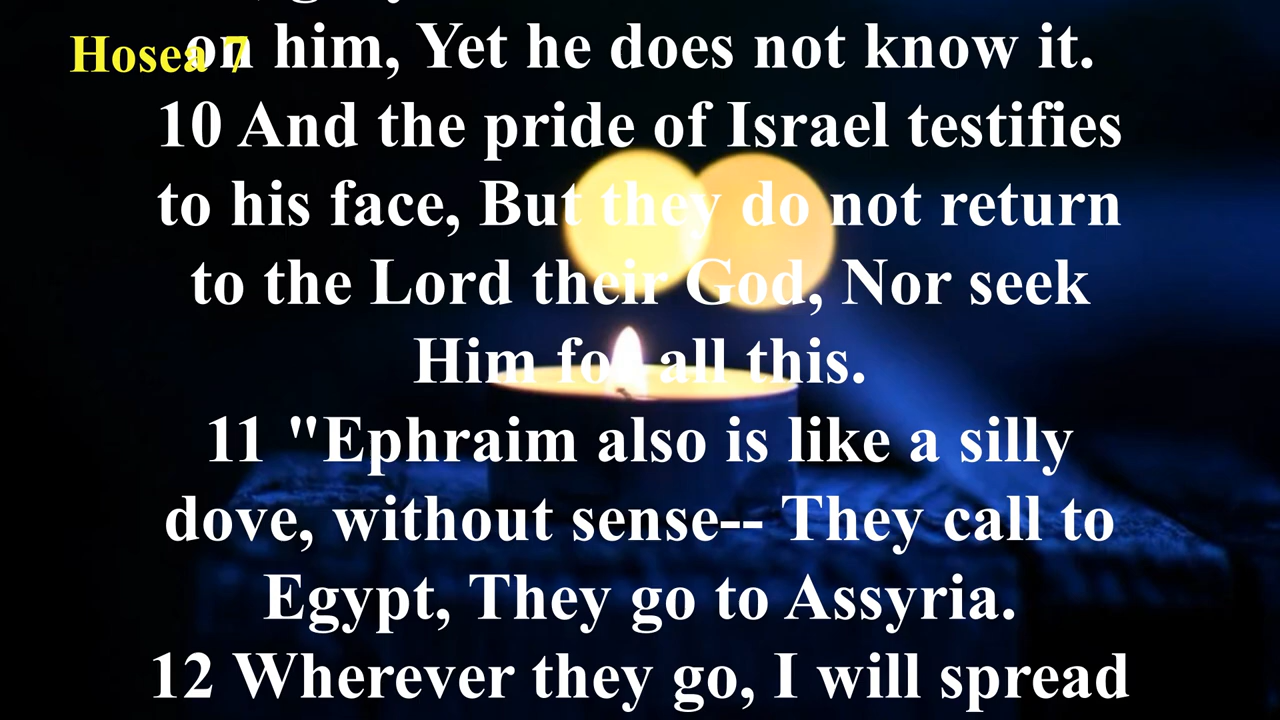 Hosea 7
on him, Yet he does not know it.
10 And the pride of Israel testifies
to his face, But they do not return
to the Lord their God, Nor seek
Him for all this.
11 "Ephraim also is like a silly
dove, without sense-- They call to
Egypt, They go to Assyria.
12 Wherever they go, I will spread